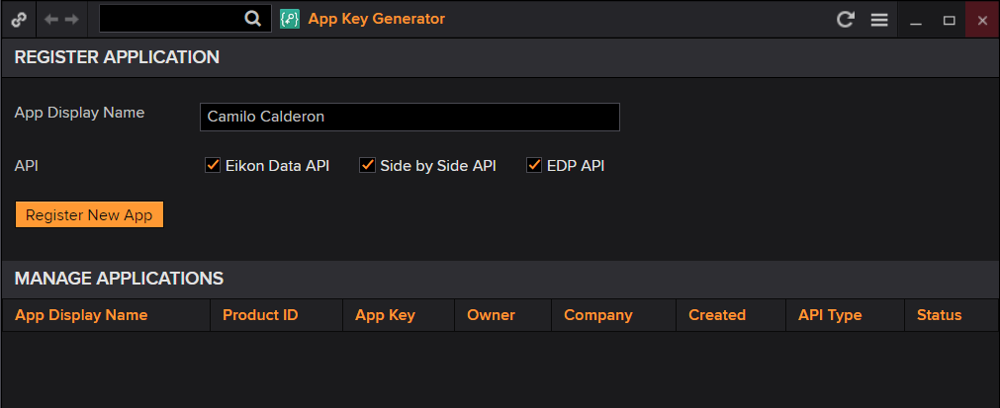 App Key Generator
REGISTER APPLICATION
App Display Name Camilo Calderon
API Eikon Data API Side by Side API EDP API
Register New App
MANAGE APPLICATIONS
App Display Name Product ID App Key Owner Company Created API Type Status